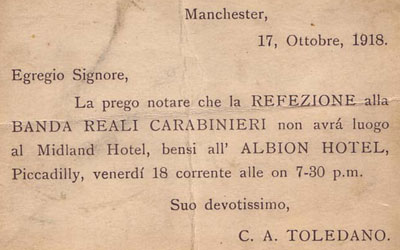 Manchester,
17, Ottobre, 1918.
Egregio Signore,
La prego notare che la REFEZIONE alla
BANDA REALI CARABINIERI non avrá luogo
al Midland Hotel, bensi all' ALBION HOTEL,
Piccadilly, venerdí 18 corrente alle on 7-30 p.m.
Suo devotissimo,
C. A. TOLEDANO.